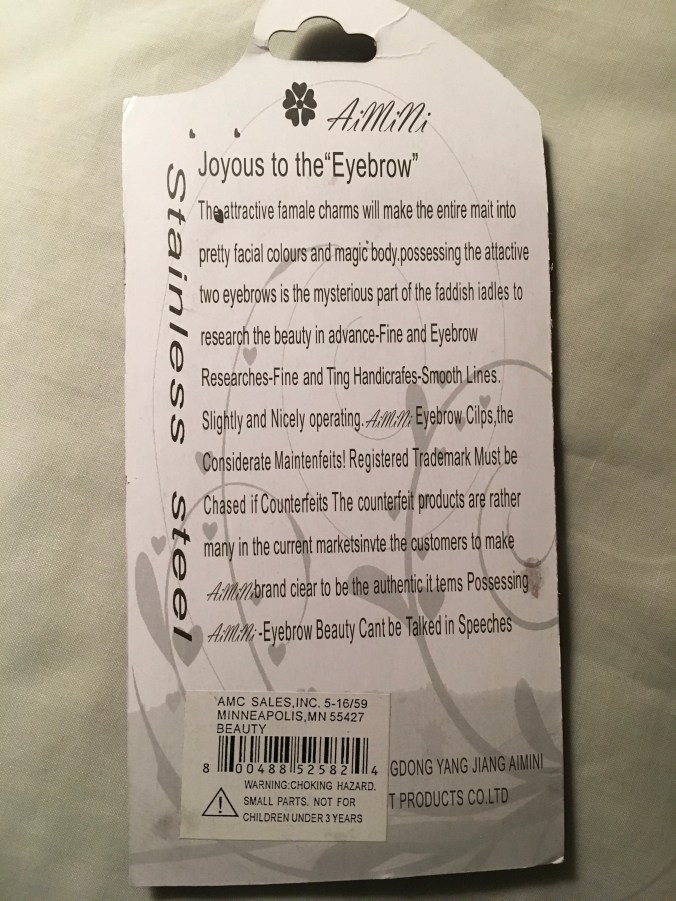 AiMiNi
Joyous to the“Eyebrow”
The attractive famale charms will make the entire mait into
pretty facial colours and magic body.possessing the attactive
two eyebrows is the mysterious part of the faddish iadles to
research the beauty in advance-Fine and Eyebrow
Researches-Fine and Ting Handicrafes-Smooth Lines.
Slightly and Nicely operating. AiMiNi Eyebrow Cilps,the
Considerate Maintenfeits! Registered Trademark Must be
Chased if Counterfeits The counterfeit products are rather
many in the current marketsinvte the customers to make
AiMiNi brand clear to be the authentic it tems Possessing
AiMiNi -Eyebrow Beauty Cant be Talked in Speeches
Stainless steel
AMC SALES,INC. 5-16/59
MINNEAPOLIS,MN 55427
BEAUTY
8 00488 52582 4
WARNING:CHOKING HAZARD.
SMALL PARTS. NOT FOR
CHILDREN UNDER 3 YEARS
GDONG YANG JIANG AIMINI
T PRODUCTS CO.LTD